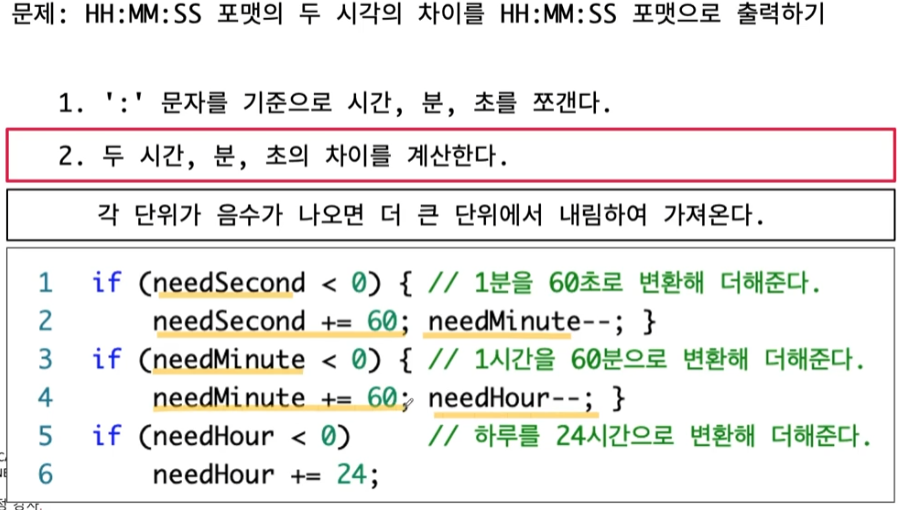 문제: HH:MM:SS 포맷의 두 시각의 차이를 HH:MM:SS 포맷으로 출력하기
1. ':' 문자를 기준으로 시간, 분, 초를 쪼갠다.
2. 두 시간, 분, 초의 차이를 계산한다.
각 단위가 음수가 나오면 더 큰 단위에서 내림하여 가져온다.
1 if (needSecond < 0) { // 1분을 60초로 변환해 더해준다.
2 needSecond += 60; needMinute--; }
3 if (needMinute < 0) { // 1시간을 60분으로 변환해 더해준다.
4 needMinute += 60; needHour--; }
5 if (needHour < 0) // 하루를 24시간으로 변환해 더해준다.
6 needHour += 24;